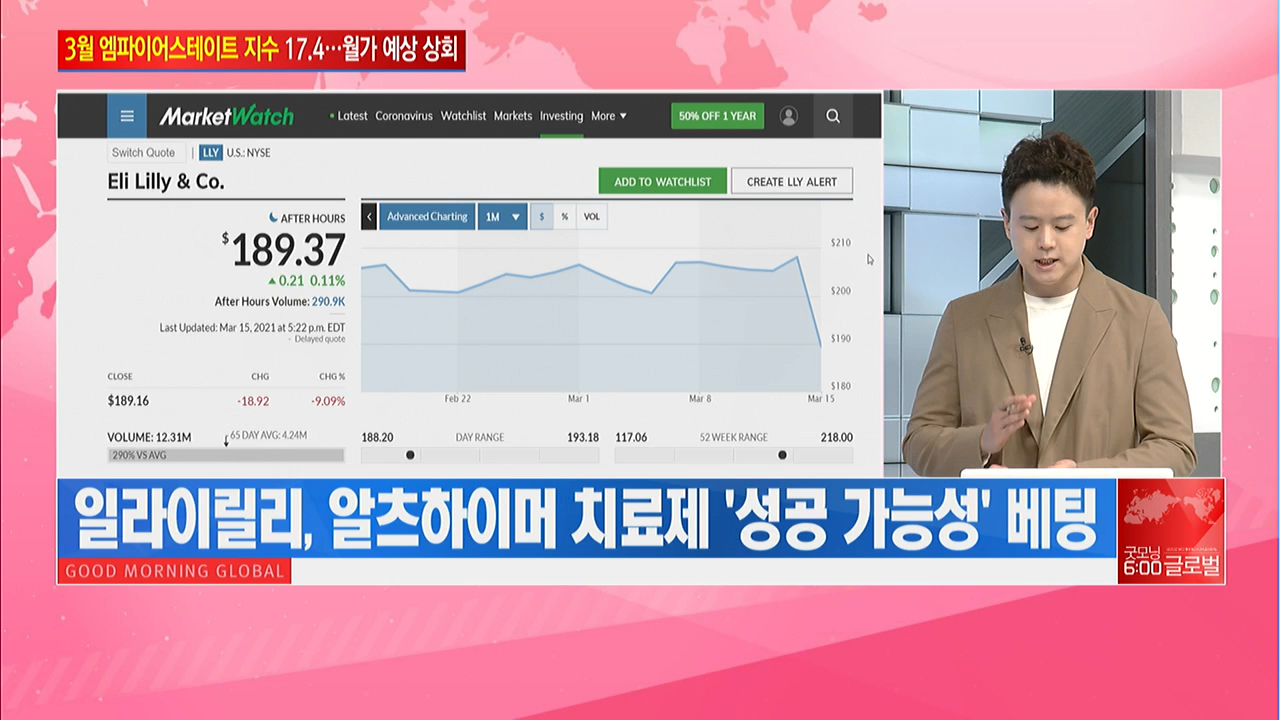 3월 엠파이어스테이트 지수 17.4…월가 예상 상회
MarketWatch
Latest Coronavirus Watchlist Markets Investing More
50% OFF 1 YEAR
Switch Quote | LLY U.S.: NYSE
Eli Lilly & Co.
ADD TO WATCHLIST
CREATE LLY ALERT
AFTER HOURS
$189.37
0.21 0.11%
After Hours Volume: 290.9K
Last Updated: Mar 15, 2021 at 5:22 p.m. EDT
- Delayed quote
CLOSE CHG CHG %
$189.16 -18.92 -9.09%
VOLUME: 12.31M 65 DAY AVG: 4.24M
290% VS AVG
Advanced Charting 1M $ % VOL
$210
$200
$190
$180
Feb 22 Mar 1 Mar 8 Mar 15
188.20 DAY RANGE 193.18
117.06 52 WEEK RANGE 218.00
일라이릴리, 알츠하이머 치료제 '성공 가능성' 베팅
GOOD MORNING GLOBAL
굿모닝
6:00 글로벌